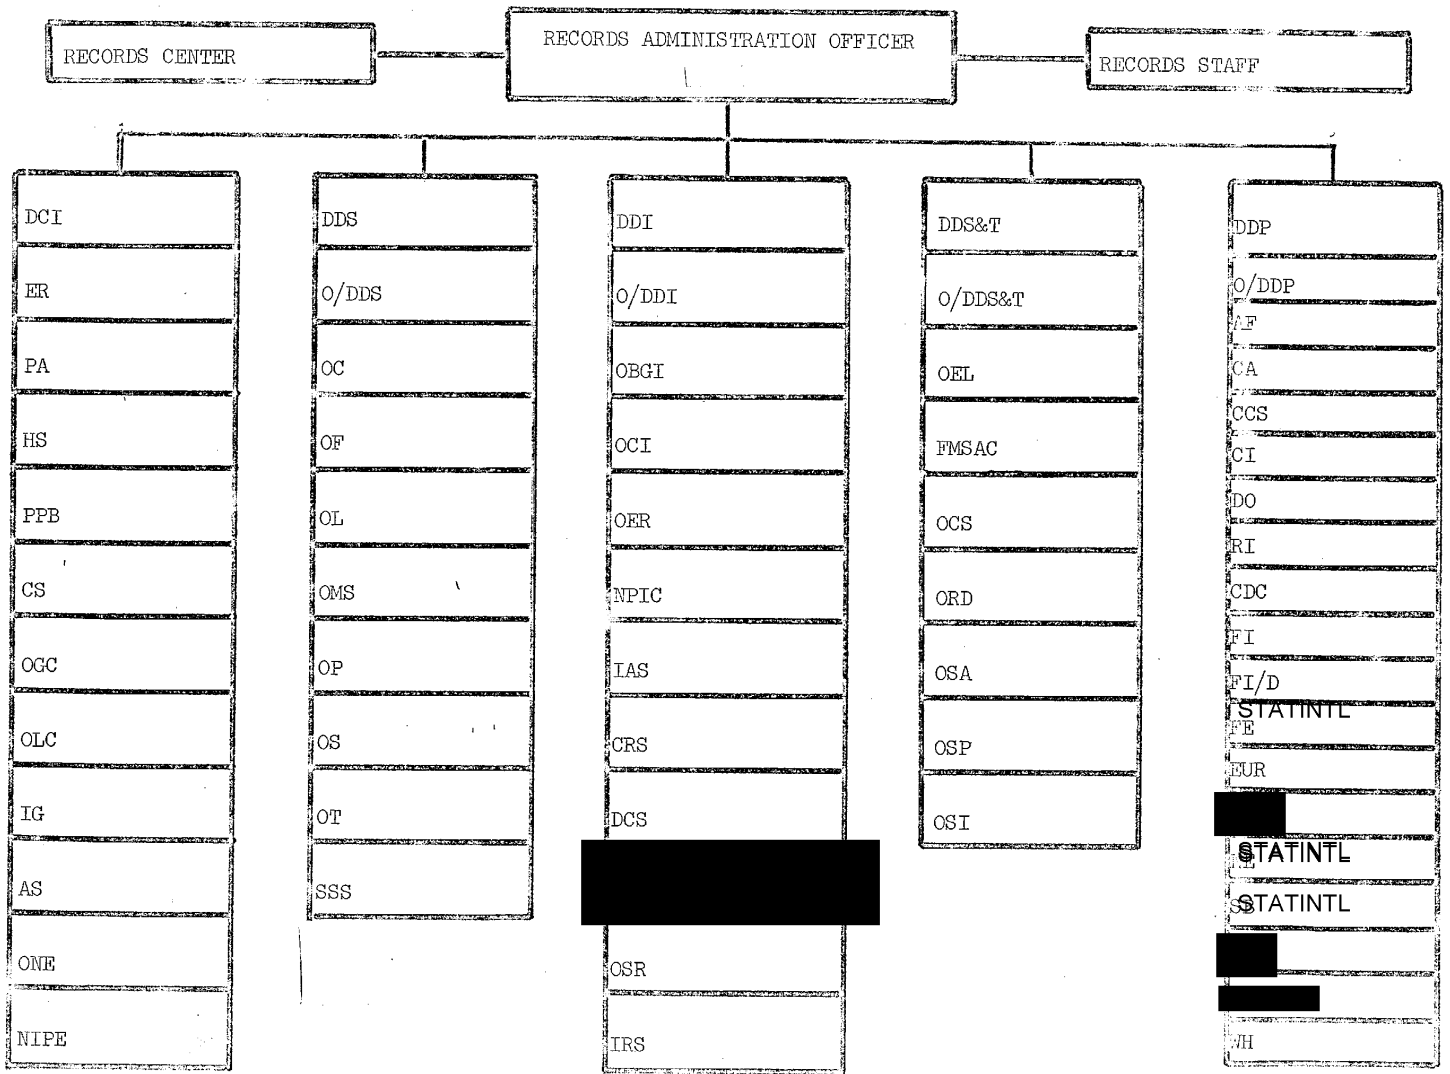 RECORDS CENTER
RECORDS ADMINISTRATION OFFICER
RECORDS STAFF
DCI
ER
PA
HS
PPB
CS
OGC
OLC
IG
AS
ONE
NIPE
DDS
O/DDS
OC
OF
OL
OMS
OP
OS
OT
SSS
DDI
O/DDI
OBGI
OCI
OER
NPIC
IAS
CRS
DCS
OSR
IRS
DDS&T
O/DDS&T
OEL
FMSAC
OCS
ORD
OSA
OSP
OSI
DDP
O/DDP
AF
CA
CCS
CI
DO
RI
CDC
FI
FI/D
STATINTL
FE
EUR
STATINTL
STATINTL
WH